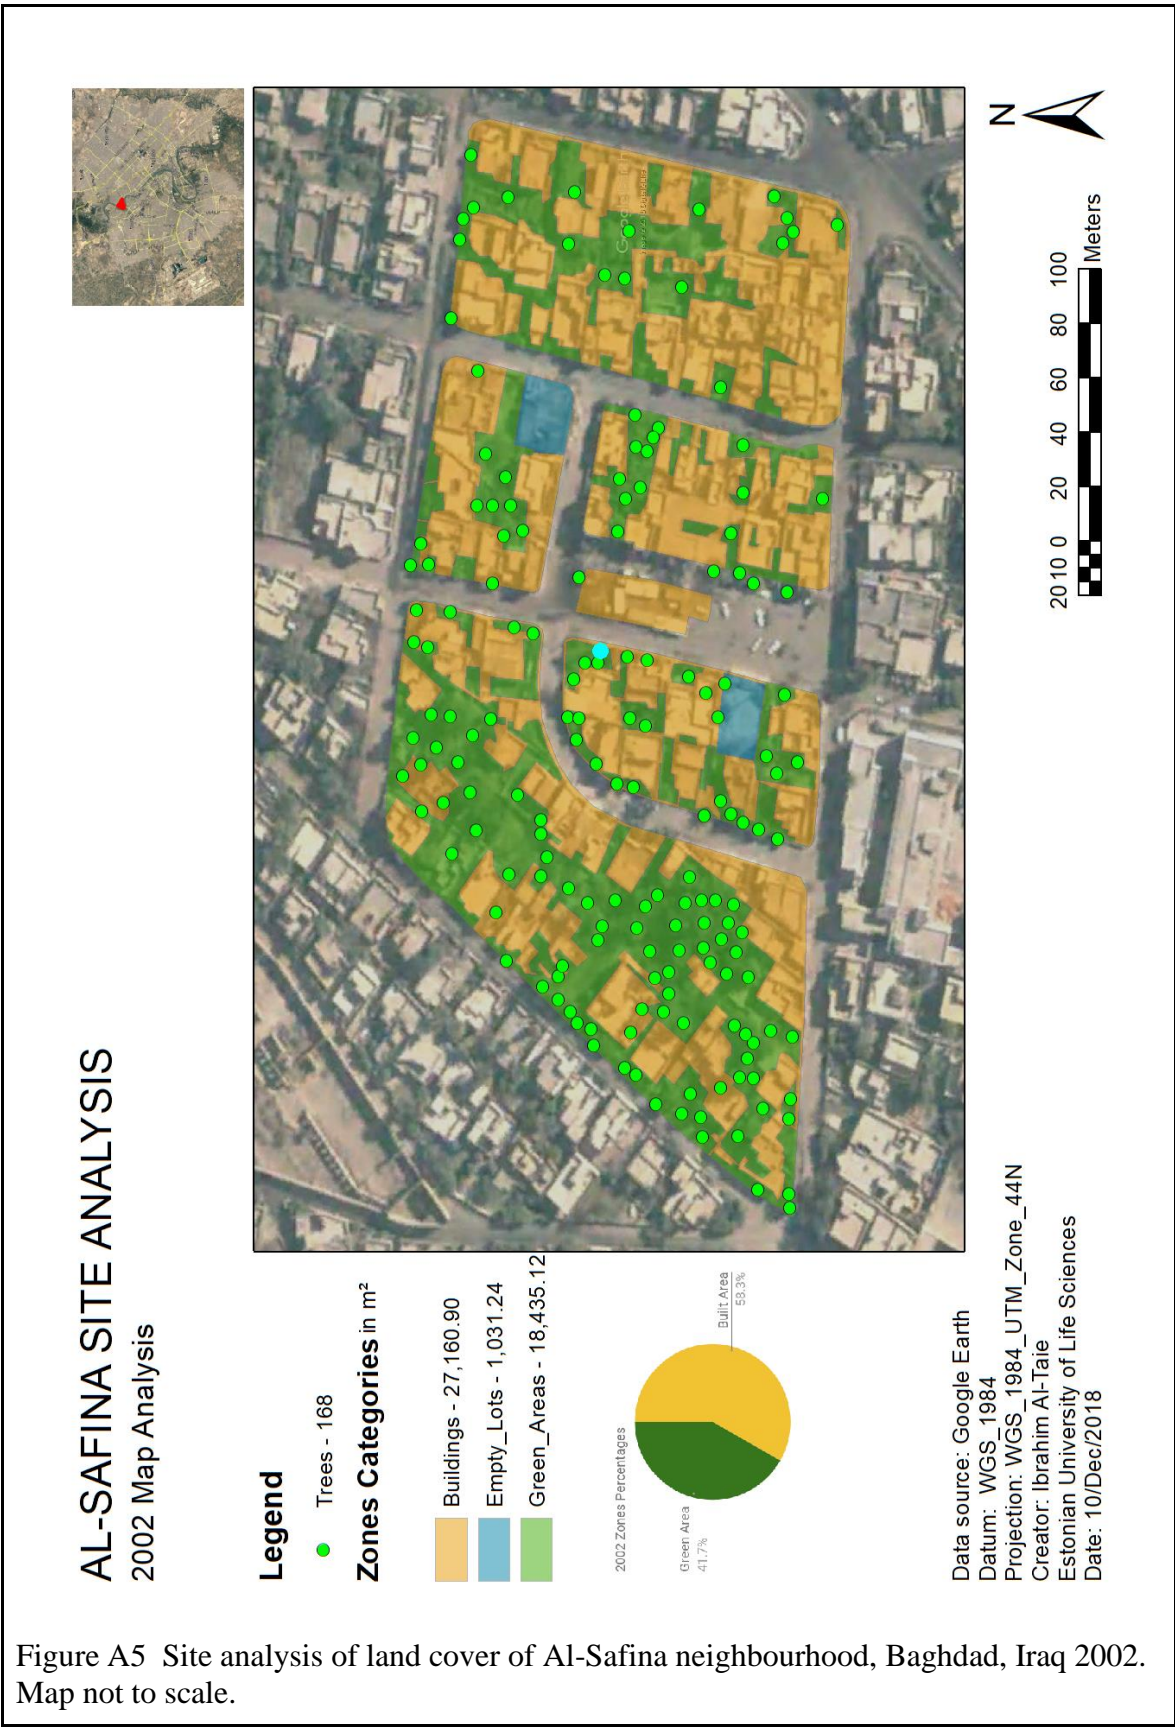 AL-SAFINA SITE ANALYSIS
2002 Map Analysis
Legend
Trees - 168
Zones Categories in m²
Buildings - 27,160.90
Empty_Lots - 1,031.24
Green_Areas - 18,435.12
2002 Zones Percentages
Green Area
41.7%
Built Area
58.3%
Data source: Google Earth
Datum: WGS_1984
Projection: WGS_1984_UTM_Zone_44N
Creator: Ibrahim Al-Taie
Estonian University of Life Sciences
Date: 10/Dec/2018
N
20 10 0 20 40 60 80 100
Meters
Figure A5 Site analysis of land cover of Al-Safina neighbourhood, Baghdad, Iraq 2002.
Map not to scale.